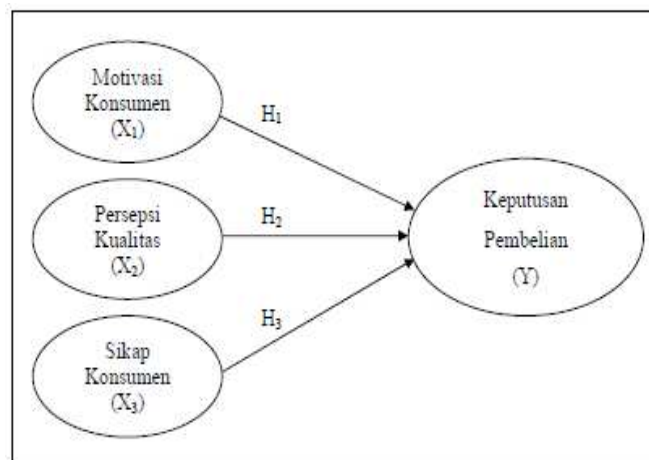 Motivasi
Konsumen
(X₁)
H₁
Persepsi
Kualitas
(X₂)
H₂
Keputusan
Pembelian
(Y)
Sikap
Konsumen
(X₃)
H₃